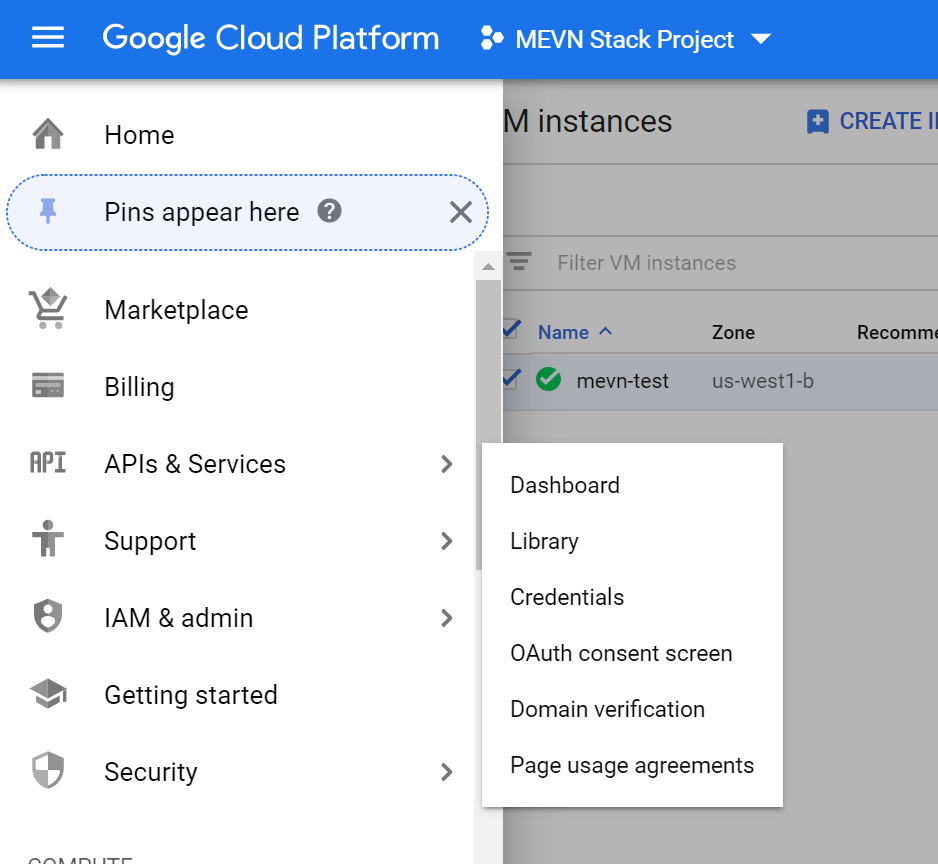 Google Cloud Platform
MEVN Stack Project
Home
Pins appear here
Marketplace
Billing
API
APIs & Services
Support
IAM & admin
Getting started
Security
COMPUTE
M instances
CREATE I
Filter VM instances
Name
Zone
Recomme
mevn-test
us-west1-b
Dashboard
Library
Credentials
OAuth consent screen
Domain verification
Page usage agreements